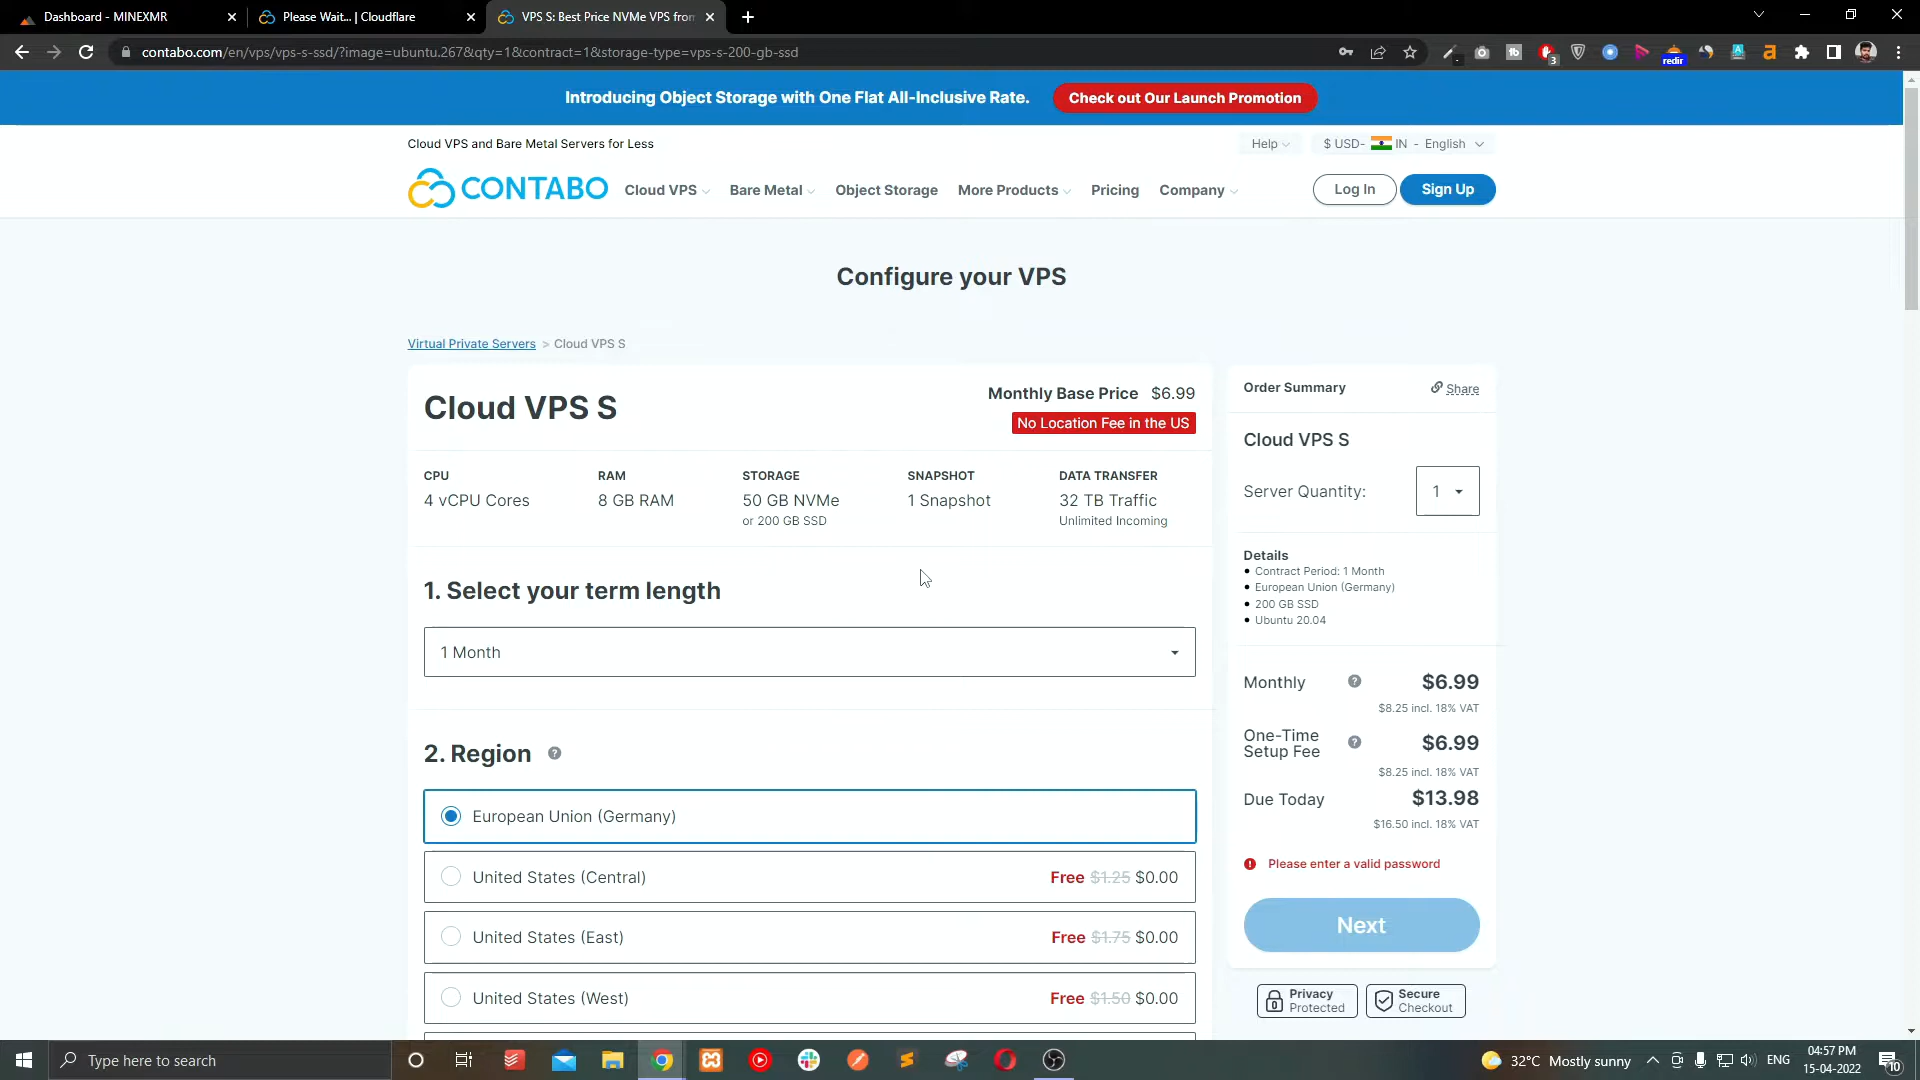 Dashboard - MINEXMR
Please Wait... | Cloudflare
VPS S: Best Price NVMe VPS from
contabo.com/en/vps/vps-s-ssd/?image=ubuntu.267&qty=1&contract=1&storage-type=vps-s-200-gb-ssd
3
redir
Introducing Object Storage with One Flat All-Inclusive Rate.
Check out Our Launch Promotion
Cloud VPS and Bare Metal Servers for Less
Help
$ USD- IN - English
CONTABO
Cloud VPS
Bare Metal
Object Storage
More Products
Pricing
Company
Log In
Sign Up
Configure your VPS
Virtual Private Servers > Cloud VPS S
Cloud VPS S
Monthly Base Price $6.99
No Location Fee in the US
CPU
4 vCPU Cores
RAM
8 GB RAM
STORAGE
50 GB NVMe
or 200 GB SSD
SNAPSHOT
1 Snapshot
DATA TRANSFER
32 TB Traffic
Unlimited Incoming
1. Select your term length
1 Month
2. Region ?
European Union (Germany)
United States (Central)
Free $1.25 $0.00
United States (East)
Free $1.75 $0.00
United States (West)
Free $1.50 $0.00
Order Summary
Share
Cloud VPS S
Server Quantity:
1
Details
• Contract Period: 1 Month
• European Union (Germany)
• 200 GB SSD
• Ubuntu 20.04
Monthly ? $6.99
$8.25 incl. 18% VAT
One-Time
Setup Fee ? $6.99
$8.25 incl. 18% VAT
Due Today $13.98
$16.50 incl. 18% VAT
! Please enter a valid password
Next
Privacy
Protected
Secure
Checkout
Type here to search
32°C Mostly sunny
ENG
04:57 PM
15-04-2022
10